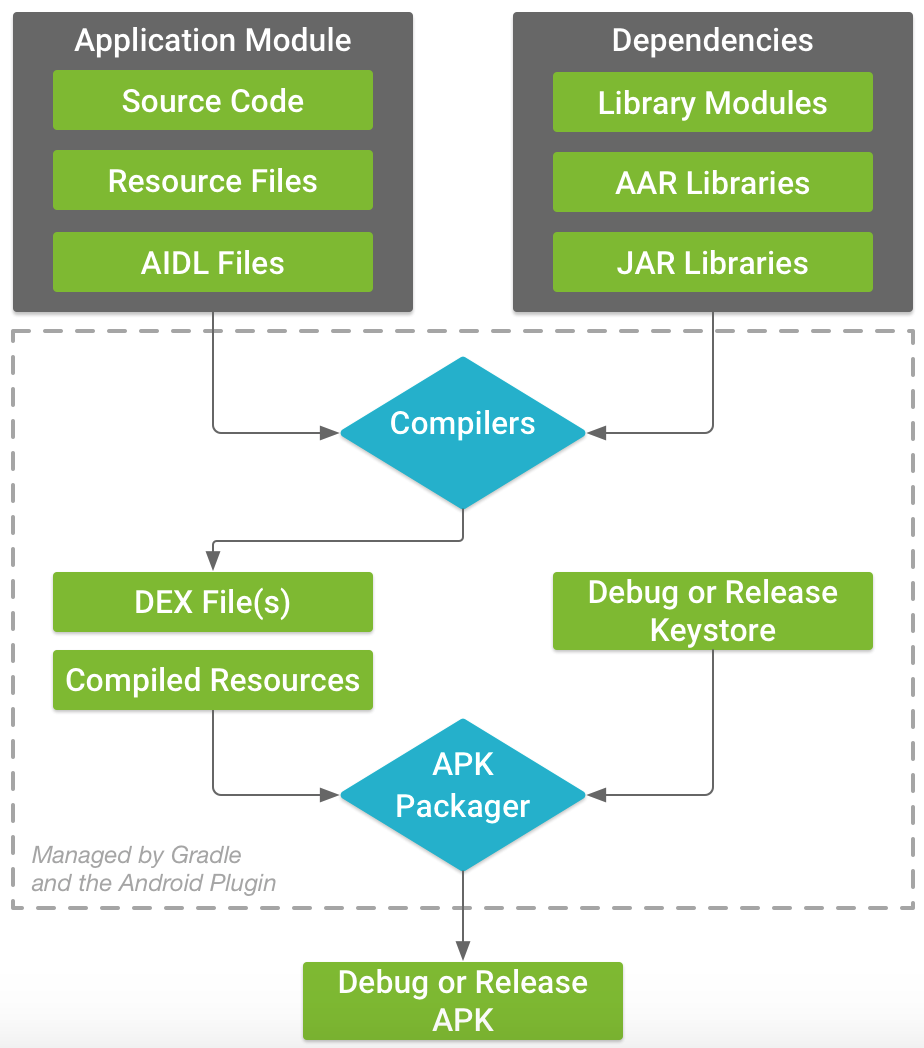 Application Module
Source Code
Resource Files
AIDL Files
Dependencies
Library Modules
AAR Libraries
JAR Libraries
Compilers
DEX File(s)
Compiled Resources
Debug or Release
Keystore
APK
Packager
Managed by Gradle
and the Android Plugin
Debug or Release
APK